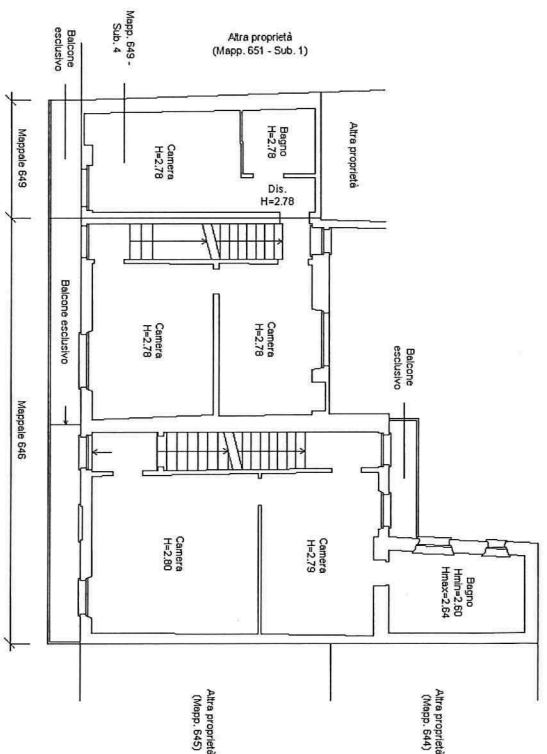 Altra proprietà
(Mapp. 651 - Sub. 1)
Mapp. 649 -
Sub. 4
Balcone
esclusivo
Altra proprietà
Bagno
H=2.78
Camera
H=2.78
Dis.
H=2.78
Mappale 649
Camera
H=2.78
Camera
H=2.78
Balcone esclusivo
Balcone
esclusivo
Mappale 646
Camera
H=2.80
Camera
H=2.79
Bagno
Hmin=2.60
Hmax=2.64
Altra proprietà
(Mapp. 645)
Altra proprietà
(Mapp. 644)